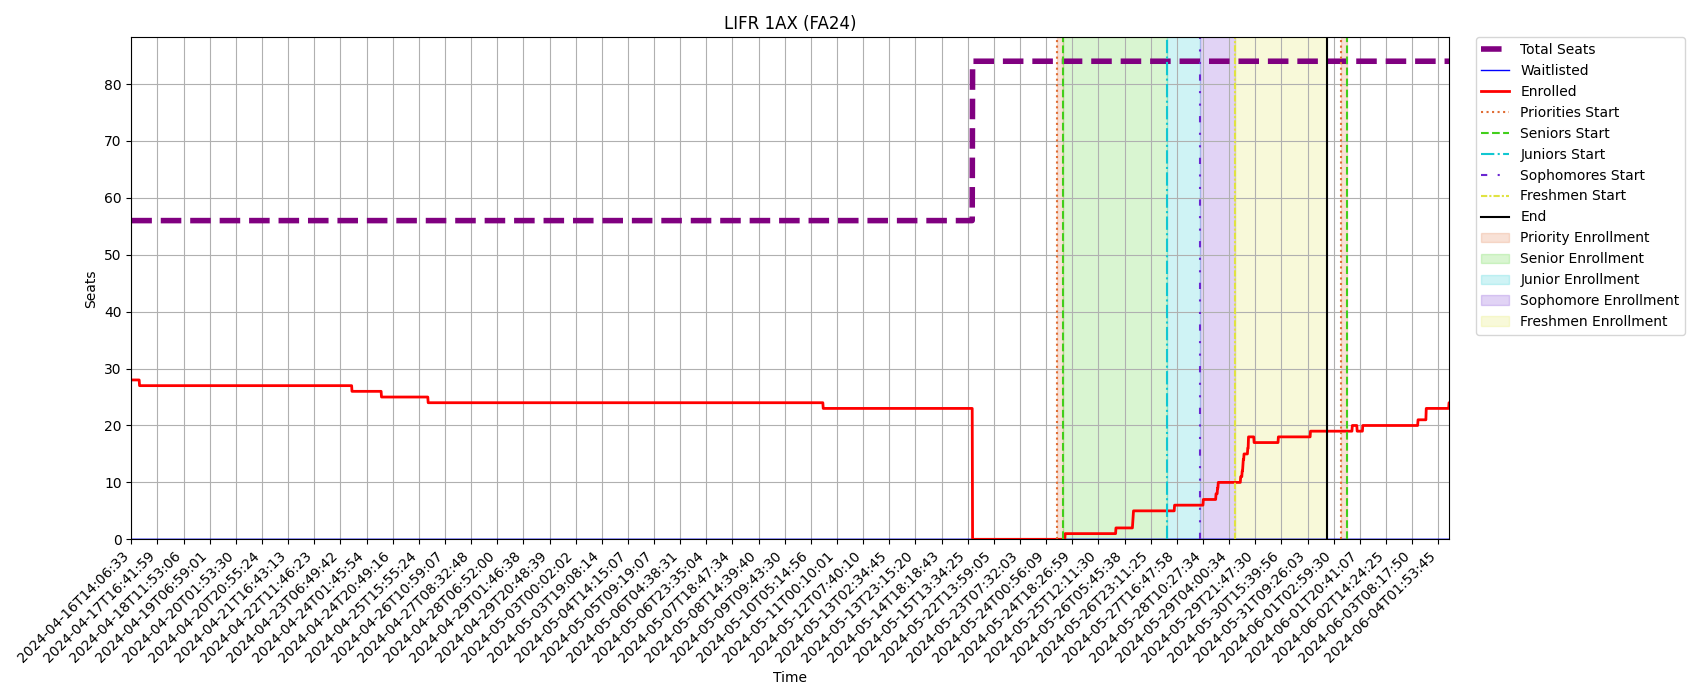 LIFR 1AX (FA24)
Seats
80
70
60
50
40
30
20
10
0
2024-04-16T14:06:33
2024-04-17T16:41:59
2024-04-18T11:53:06
2024-04-19T06:59:01
2024-04-20T01:53:30
2024-04-20T20:55:24
2024-04-21T16:43:13
2024-04-22T11:46:23
2024-04-23T06:49:42
2024-04-24T01:45:54
2024-04-24T20:49:16
2024-04-25T15:55:24
2024-04-26T10:59:07
2024-04-27T08:32:48
2024-04-28T06:52:00
2024-04-29T01:46:38
2024-04-29T20:48:39
2024-05-03T00:02:02
2024-05-03T19:08:14
2024-05-04T14:15:07
2024-05-05T09:19:07
2024-05-06T04:38:31
2024-05-06T23:35:04
2024-05-07T18:47:34
2024-05-08T14:39:40
2024-05-09T09:43:30
2024-05-10T05:14:56
2024-05-11T00:10:01
2024-05-12T07:40:10
2024-05-13T02:34:45
2024-05-13T23:15:20
2024-05-14T18:18:43
2024-05-15T13:34:25
2024-05-22T13:59:05
2024-05-23T07:32:03
2024-05-24T00:56:09
2024-05-24T18:26:59
2024-05-25T12:11:30
2024-05-26T05:45:38
2024-05-26T23:11:25
2024-05-27T16:47:58
2024-05-28T10:27:34
2024-05-29T04:00:34
2024-05-29T21:47:30
2024-05-30T15:39:56
2024-05-31T09:26:03
2024-06-01T02:59:30
2024-06-01T20:41:07
2024-06-02T14:24:25
2024-06-03T08:17:50
2024-06-04T01:53:45
Time
Total Seats
Waitlisted
Enrolled
Priorities Start
Seniors Start
Juniors Start
Sophomores Start
Freshmen Start
End
Priority Enrollment
Senior Enrollment
Junior Enrollment
Sophomore Enrollment
Freshmen Enrollment